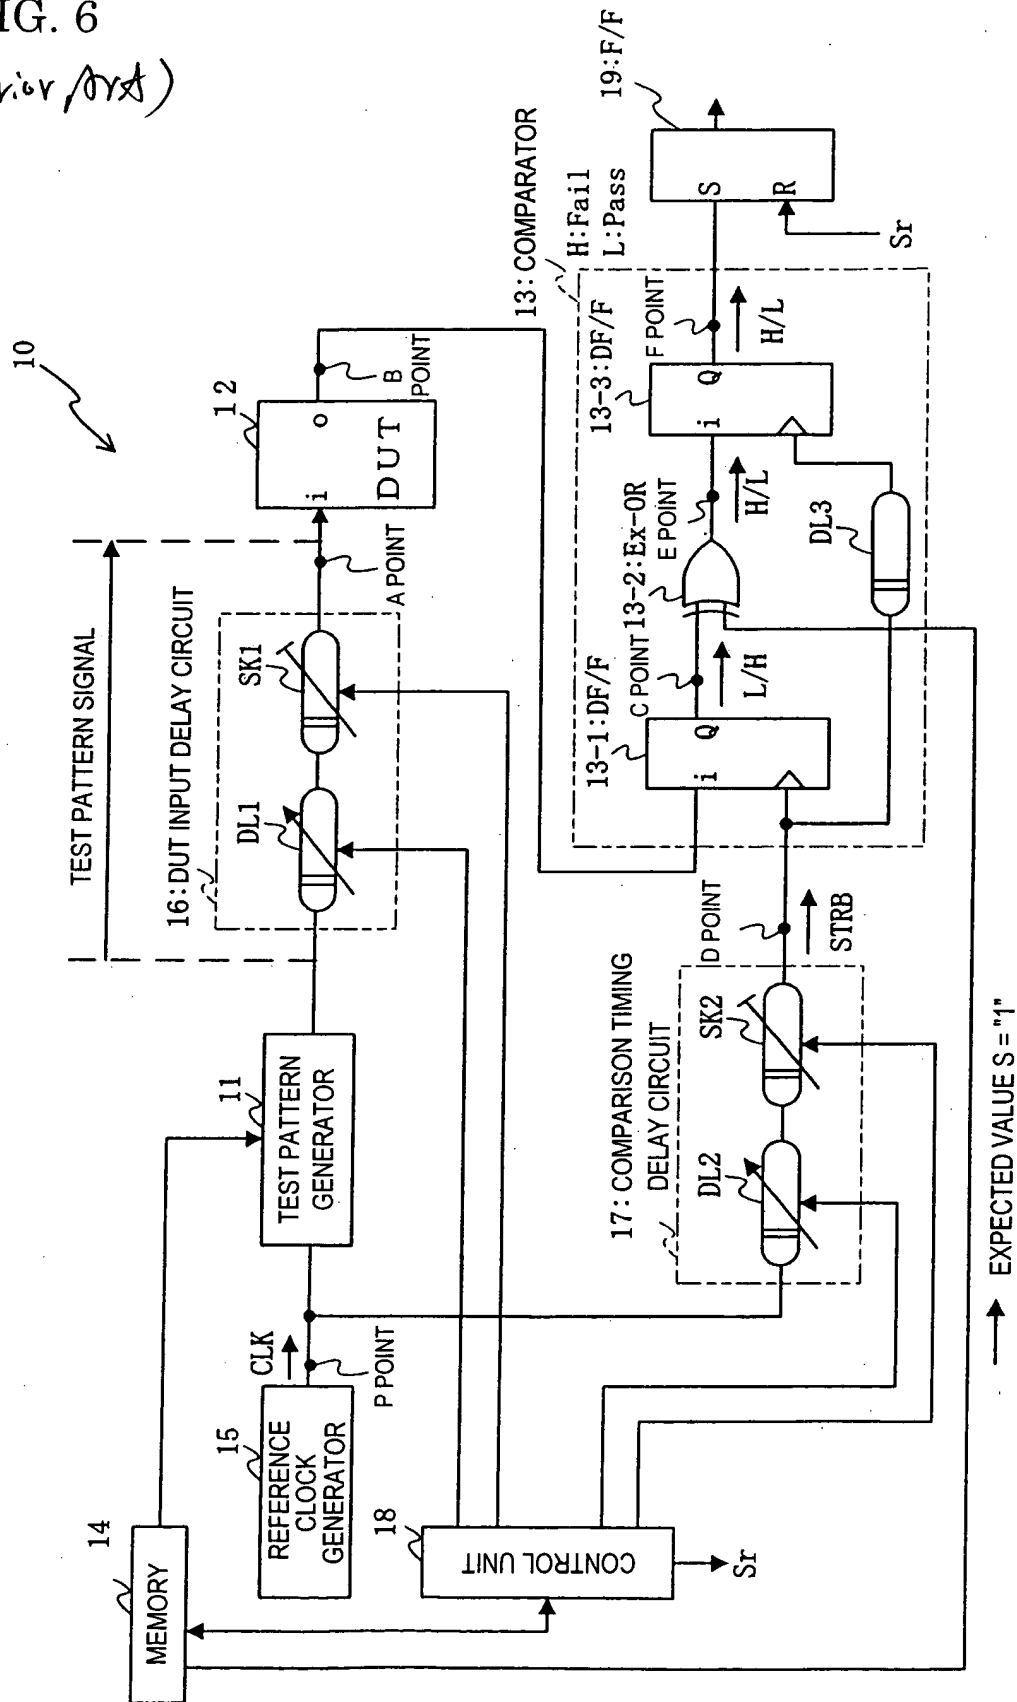 IG. 6
rior Art)
10
TEST PATTERN SIGNAL
16:DUT INPUT DELAY CIRCUIT
DL1
SK1
A POINT
12
i
o
DUT
B
POINT
14
MEMORY
15
REFERENCE
CLOCK
GENERATOR
CLK
P POINT
11
TEST PATTERN
GENERATOR
18
CONTROL UNIT
Sr
17:COMPARISON TIMING
DELAY CIRCUIT
DL2
SK2
D POINT
STRB
13:COMPARATOR
H:Fail
L:Pass
13-1:DF/F
i
Q
C POINT
L/H
13-2:Ex-OR
E POINT
H/L
13-3:DF/F
i
Q
F POINT
H/L
DL3
19:F/F
S
R
Sr
EXPECTED VALUE S = "1"